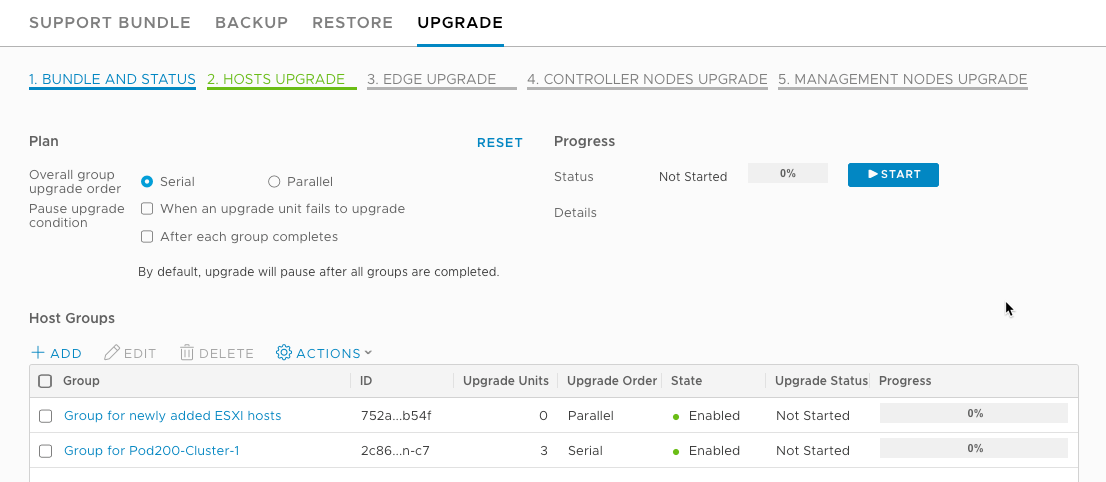 SUPPORT BUNDLE BACKUP RESTORE UPGRADE
1. BUNDLE AND STATUS 2. HOSTS UPGRADE 3. EDGE UPGRADE 4. CONTROLLER NODES UPGRADE 5. MANAGEMENT NODES UPGRADE
Plan RESET Progress
Overall group upgrade order Serial Parallel
Status Not Started 0% START
Pause upgrade condition When an upgrade unit fails to upgrade
Details
After each group completes
By default, upgrade will pause after all groups are completed.
Host Groups
ADD EDIT DELETE ACTIONS
Group ID Upgrade Units Upgrade Order State Upgrade Status Progress
Group for newly added ESXI hosts 752a...b54f 0 Parallel Enabled Not Started 0%
Group for Pod200-Cluster-1 2c86...n-c7 3 Serial Enabled Not Started 0%